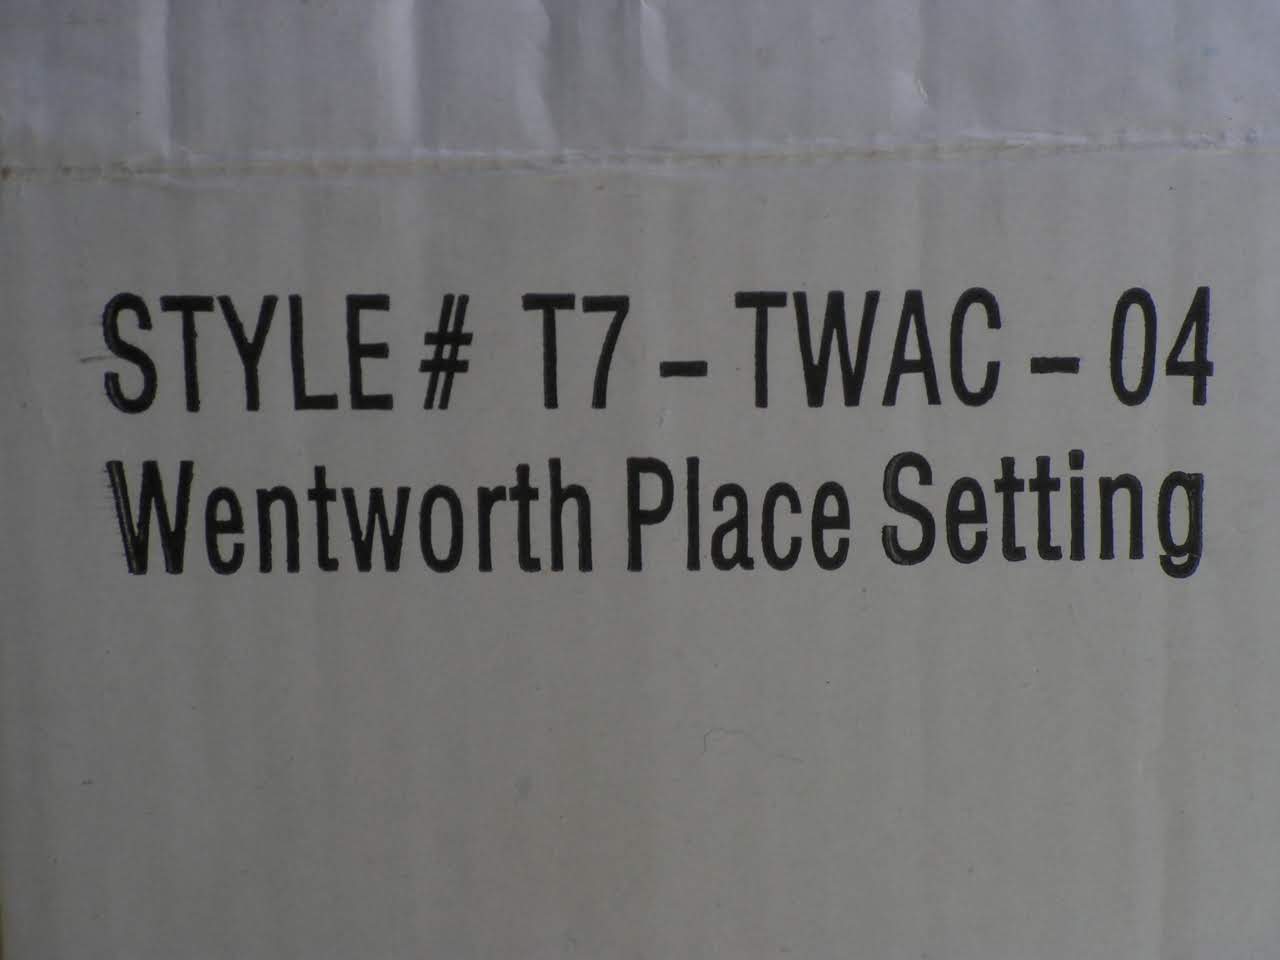 STYLE # T7 - TWAC - 04
Wentworth Place Setting